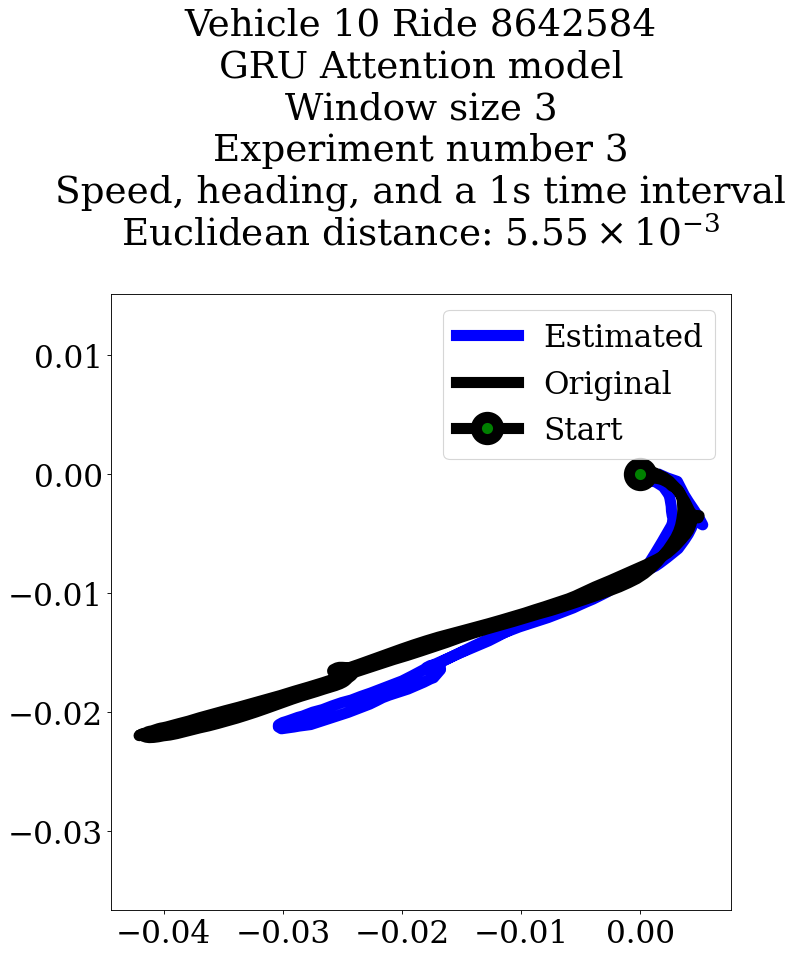 Vehicle 10 Ride 8642584
GRU Attention model
Window size 3
Experiment number 3
Speed, heading, and a 1s time interval
Euclidean distance: 5.55 × 10⁻³
Estimated
Original
Start
0.01
0.00
−0.01
−0.02
−0.03
−0.04 −0.03 −0.02 −0.01 0.00